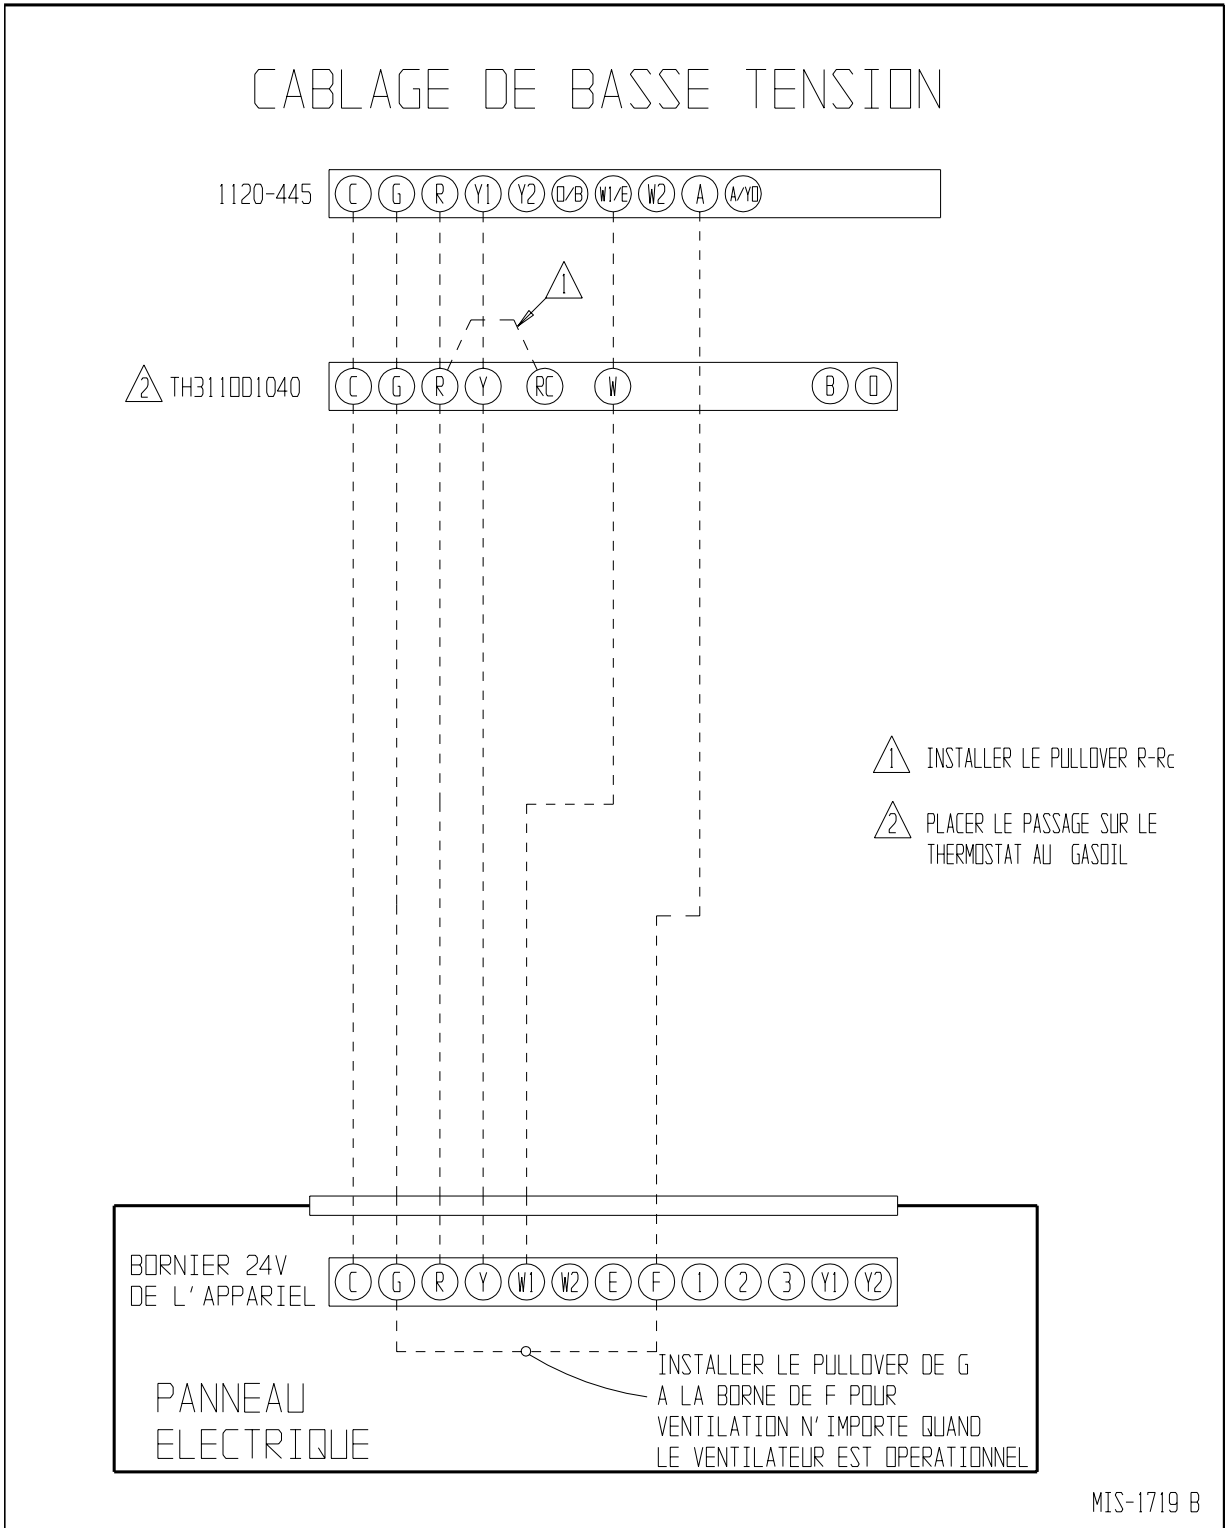 CABLAGE DE BASSE TENSION
1120-445 C G R Y1 Y2 O/B W1/E W2 A A/YO
1
2 TH3110D1040 C G R Y RC W B O
1 INSTALLER LE PULLOVER R-Rc
2 PLACER LE PASSAGE SUR LE
THERMOSTAT AU GASOIL
BORNIER 24V
DE L'APPARIEL C G R Y W1 W2 E F 1 2 3 Y1 Y2
INSTALLER LE PULLOVER DE G
A LA BORNE DE F POUR
VENTILATION N'IMPORTE QUAND
LE VENTILATEUR EST OPERATIONNEL
PANNEAU
ELECTRIQUE
MIS-1719 B